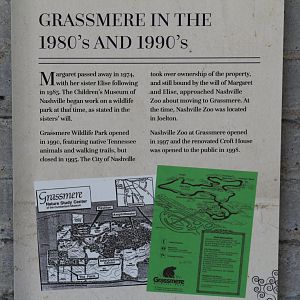 GRASSMERE IN THE
1980's AND 1990's
Margaret passed away in 1974,
with her sister Elise following
in 1985. The Children's Museum of
Nashville began work on a wildlife
park at that time, as stated in the
sisters' will.
Grassmere Wildlife Park opened
in 1990, featuring native Tennessee
animals and walking trails, but
closed in 1995. The City of Nashville
took over ownership of the property,
and still bound by the will of Margaret
and Elise, approached Nashville
Zoo about moving to Grassmere. At
the time, Nashville Zoo was located
in Joelton.
Nashville Zoo at Grassmere opened
in 1997 and the renovated Croft House
was opened to the public in 1998.
Grassmere
Nature Study Center
Grassmere